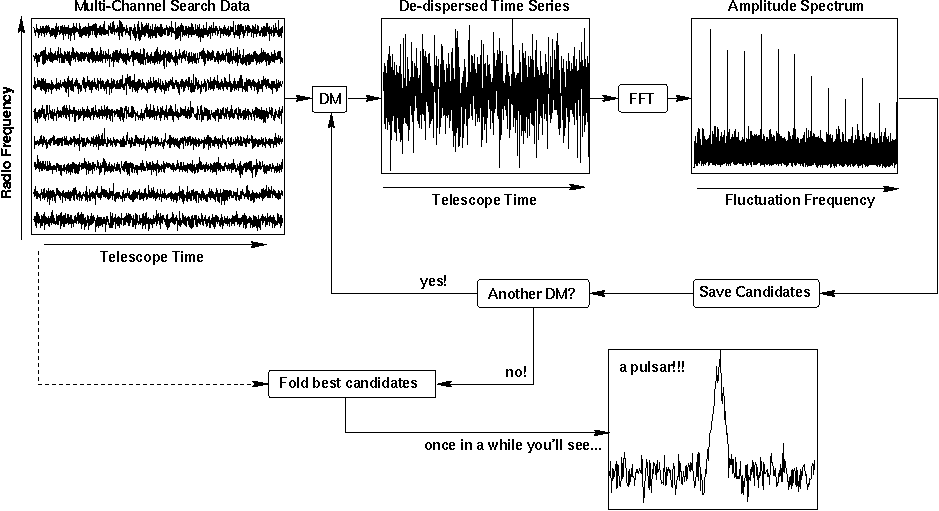 Multi-Channel Search Data
De-dispersed Time Series
Amplitude Spectrum
Radio Frequency
DM
FFT
Telescope Time
Fluctuation Frequency
Telescope Time
yes!
Another DM?
Save Candidates
no!
a pulsar!!!
Fold best candidates
once in a while you'll see...